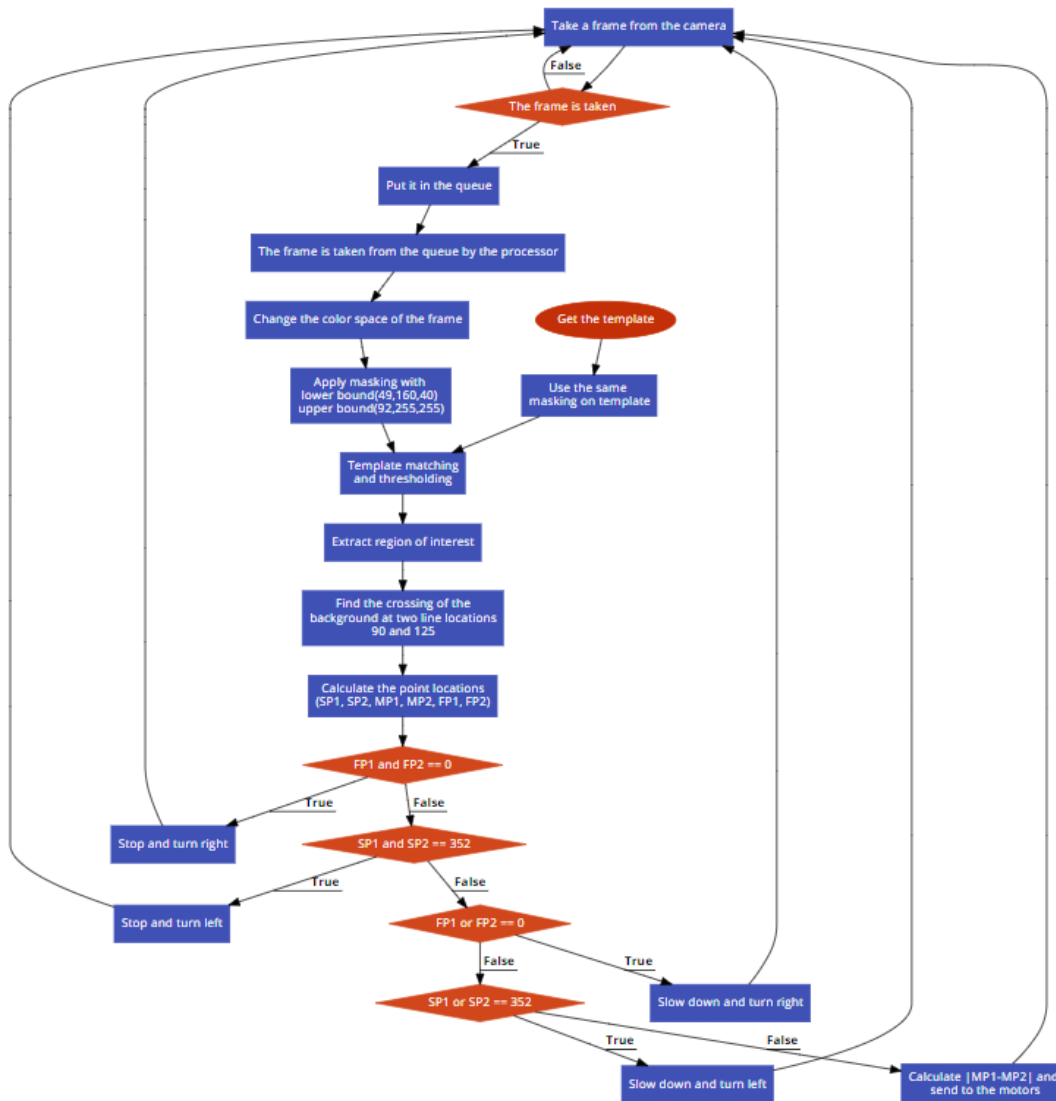 Take a frame from the camera
False
The frame is taken
True
Put it in the queue
The frame is taken from the queue by the processor
Change the color space of the frame
Get the template
Apply masking with
lower bound(49,160,40)
upper bound(92,255,255)
Use the same
masking on template
Template matching
and thresholding
Extract region of interest
Find the crossing of the
background at two line locations
90 and 125
Calculate the point locations
(SP1, SP2, MP1, MP2, FP1, FP2)
FP1 and FP2 == 0
True
False
Stop and turn right
SP1 and SP2 == 352
True
False
Stop and turn left
FP1 or FP2 == 0
False
True
SP1 or SP2 == 352
Slow down and turn right
True
False
Slow down and turn left
Calculate |MP1-MP2| and
send to the motors